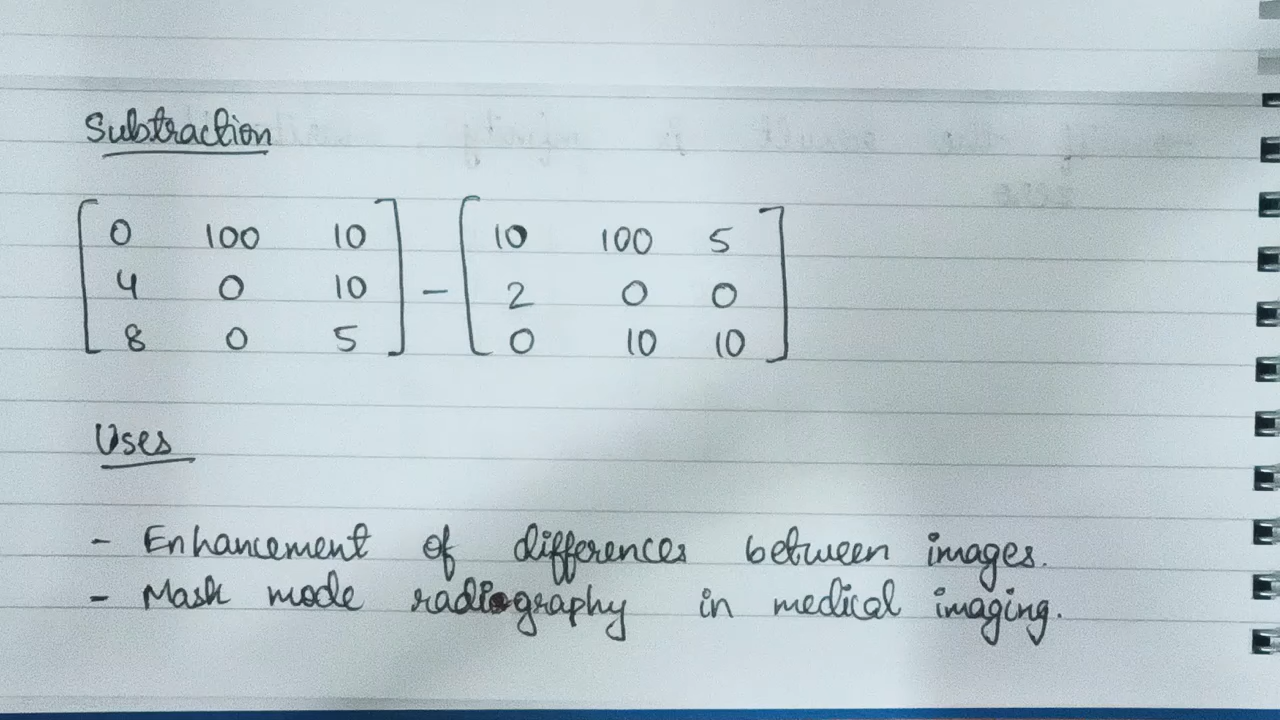 Subtraction
[0 100 10] - [10 100 5]
[4 0 10] [2 0 0]
[8 0 5] [0 10 10]
Uses
- Enhancement of differences between images.
- Mask mode radiography in medical imaging.